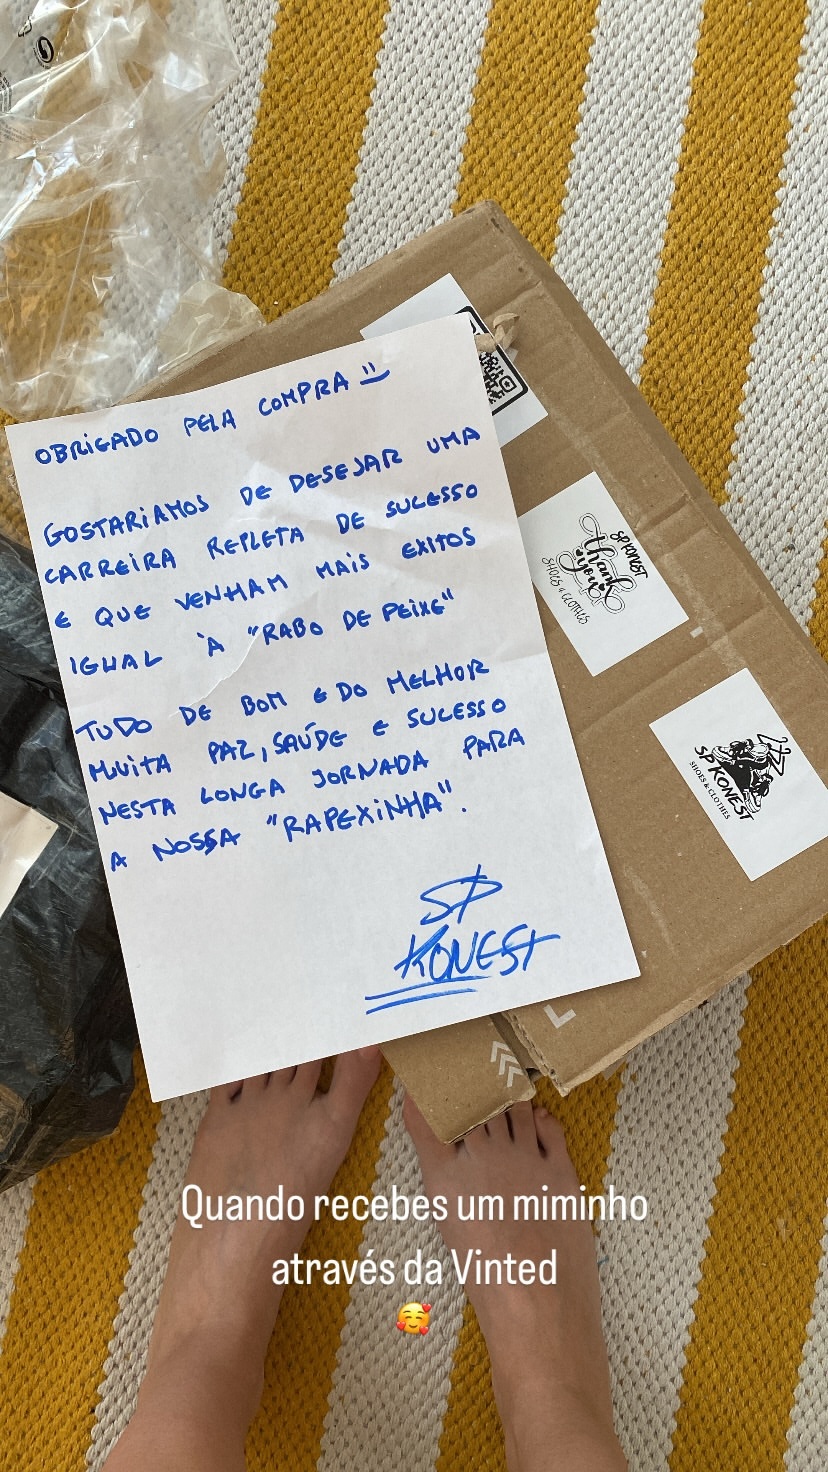 OBRIGADO PELA COMPRA
GOSTARIAMOS DE DESEJAR UMA
CARREIRA REPLETA DE SUCESSO
E QUE VENHAM MAIS EXITOS
IGUAL À "RABO DE PEIXE"
TUDO DE BOM E DO MELHOR
MUITA PAZ, SAÚDE E SUCESSO
NESTA LONGA JORNADA PARA
A NOSSA "RAPEXINHA".
SP
KONEST
SP KONEST
thank
you
SHOES & CLOTHES
SP KONEST
SHOES & CLOTHES
Quando recebes um miminho
através da Vinted
🥰